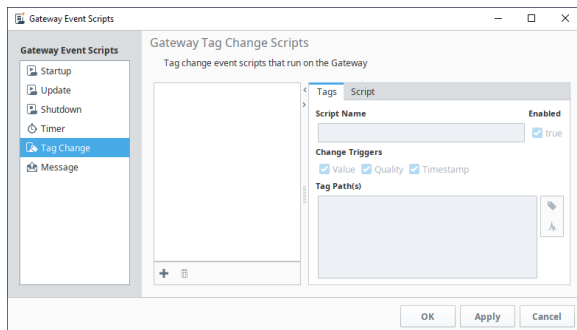 Gateway Event Scripts
Gateway Event Scripts
Startup
Update
Shutdown
Timer
Tag Change
Message
Gateway Tag Change Scripts
Tag change event scripts that run on the Gateway
Tags Script
Script Name Enabled
true
Change Triggers
Value Quality Timestamp
Tag Path(s)
OK Apply Cancel